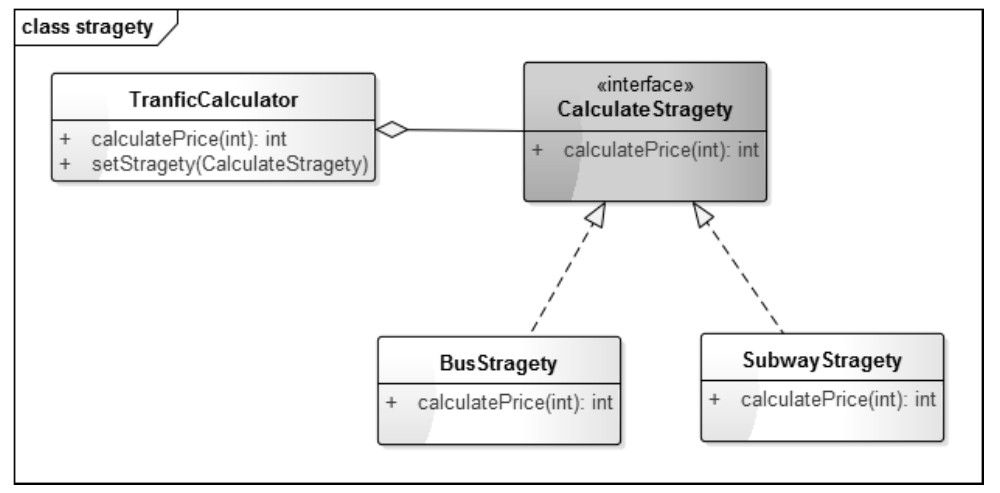 class stragety
TranficCalculator
+ calculatePrice(int): int
+ setStragety(CalculateStragety)
«interface»
CalculateStragety
+ calculatePrice(int): int
BusStragety
+ calculatePrice(int): int
SubwayStragety
+ calculatePrice(int): int